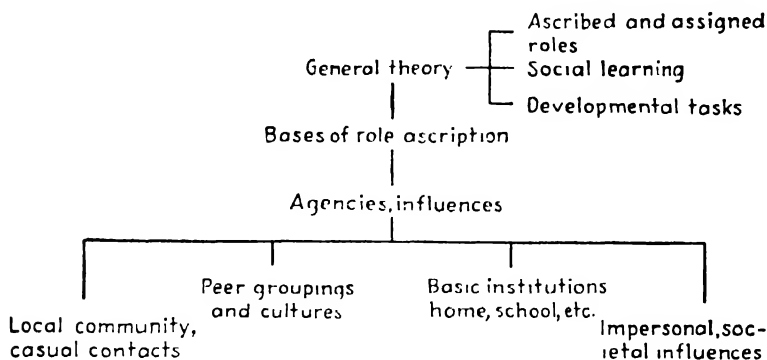 Ascribed and assigned
roles
General theory
Social learning
Developmental tasks
Bases of role ascription
Agencies, influences
Peer groupings
and cultures
Basic institutions
home, school, etc.
Local community,
casual contacts
Impersonal, soc-
ietal influences